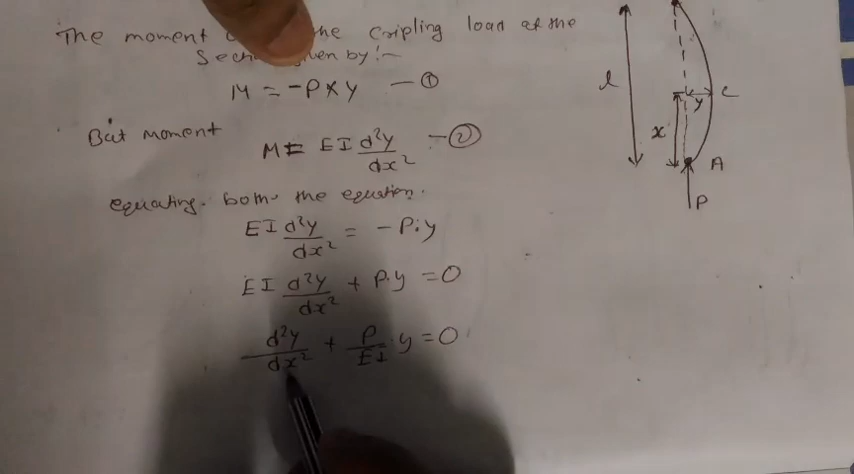 The moment the cripling load at the
Sec en by :-
M = -P x y — ①
But moment
M = EI d²y/dx² — ②
equating both the equation.
EI d²y/dx² = - P.y
EI d²y/dx² + P.y = 0
d²y/dx² + P/EI .y = 0
l
y
C
x
A
P